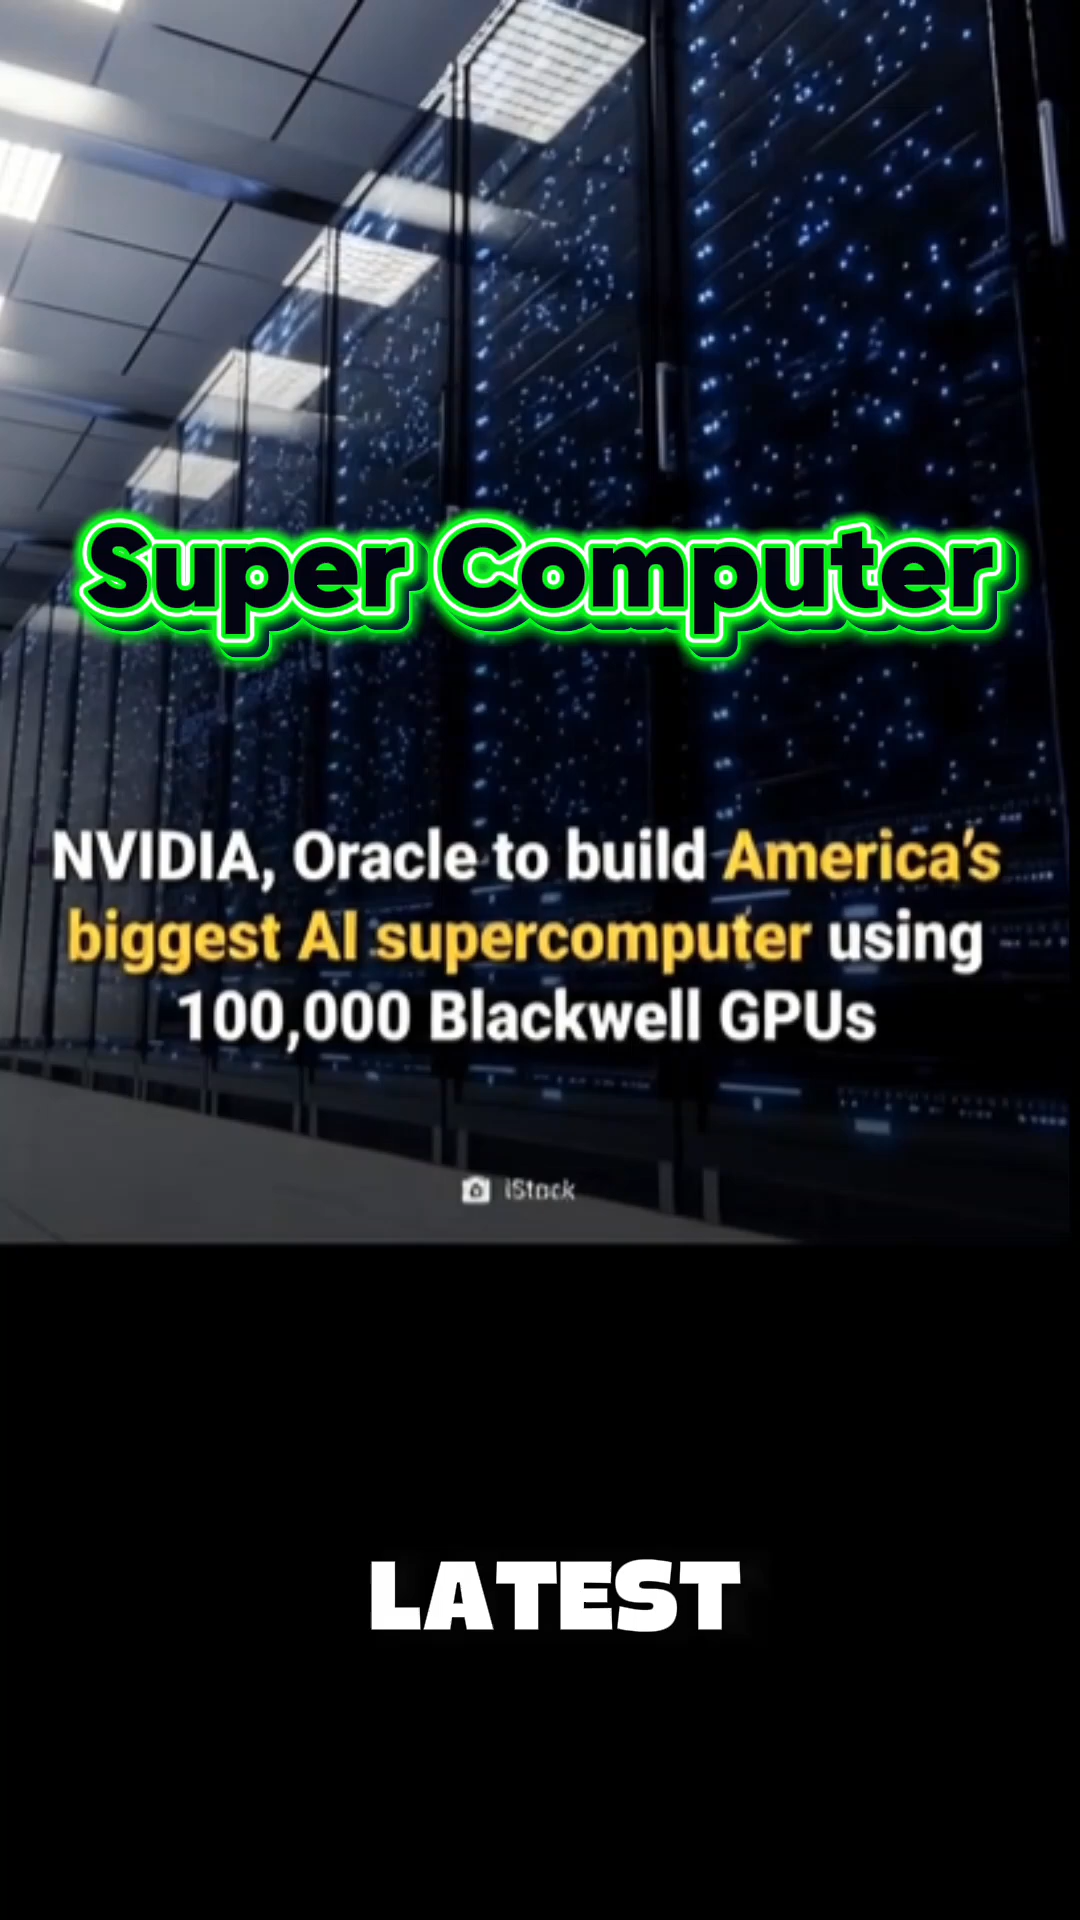 Super Computer
NVIDIA, Oracle to build America's
biggest AI supercomputer using
100,000 Blackwell GPUs
iStock
LATEST